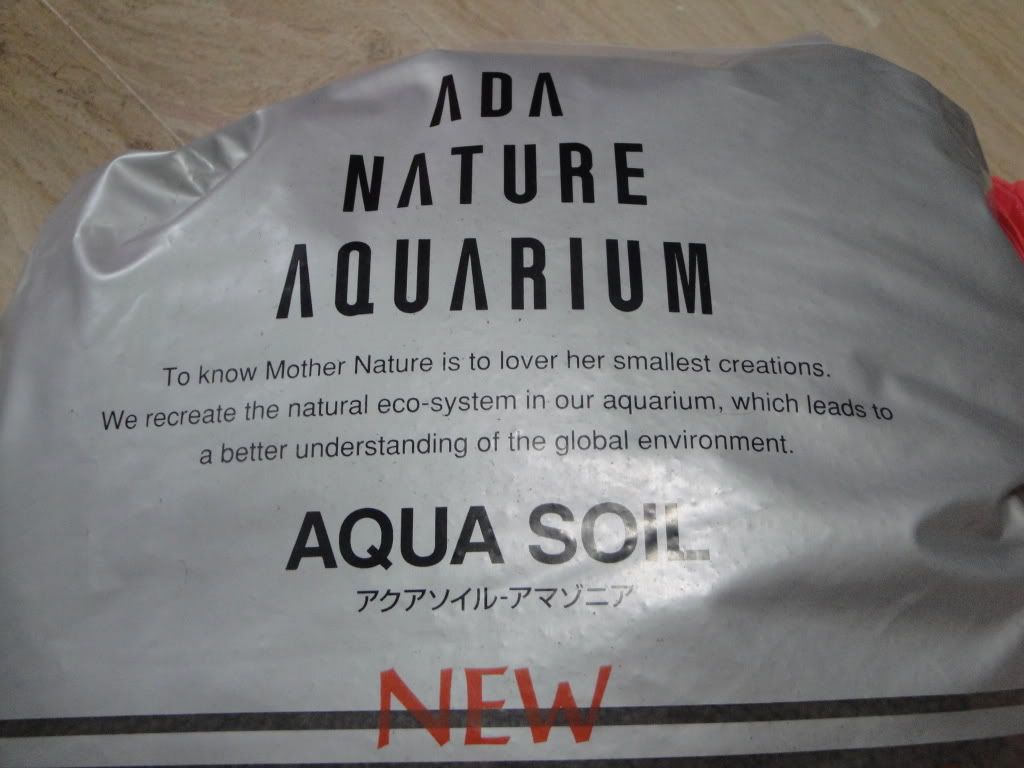 ADA
NATURE
AQUARIUM
To know Mother Nature is to lover her smallest creations.
We recreate the natural eco-system in our aquarium, which leads to
a better understanding of the global environment.
AQUA SOIL
アクアソイル-アマゾニア
NEW